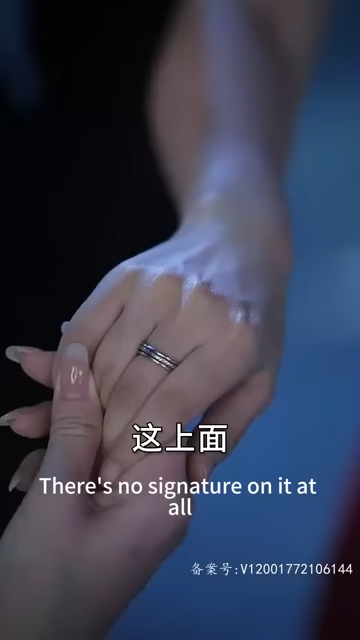 这上面
There's no signature on it at
all
备案号:V12001772106144